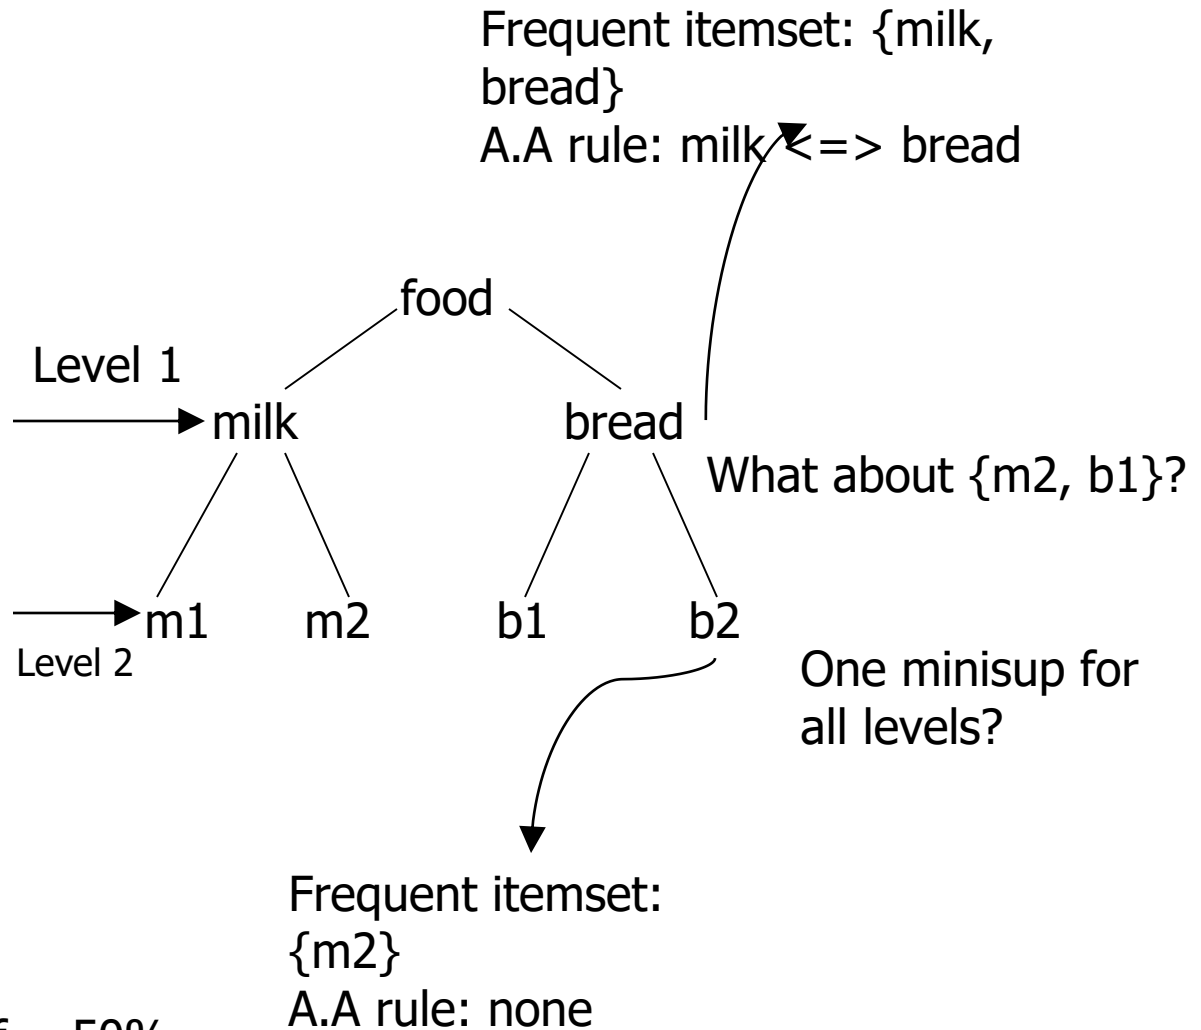 Frequent itemset: {milk,
bread}
A.A rule: milk <=> bread
food
Level 1
milk
bread
What about {m2, b1}?
m1
m2
b1
b2
Level 2
One minisup for
all levels?
Frequent itemset:
{m2}
A.A rule: none
50%